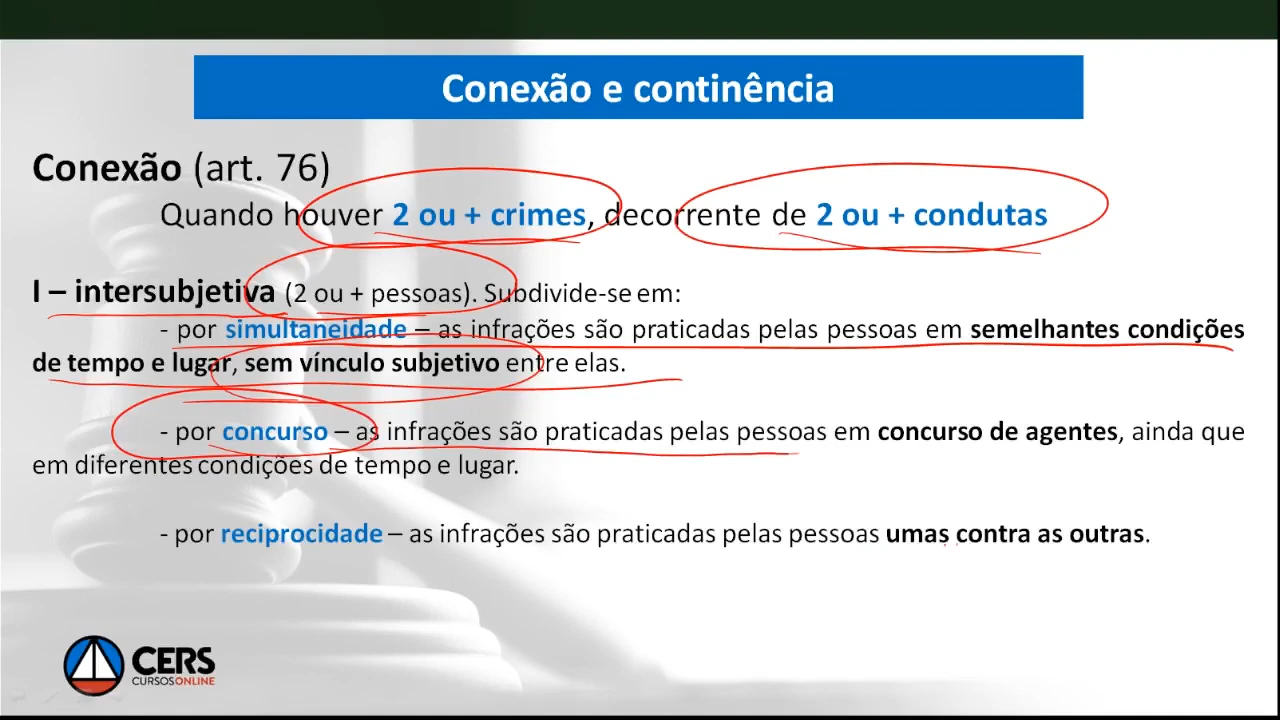 Conexão e continência
Conexão (art. 76)
Quando houver 2 ou + crimes, decorrente de 2 ou + condutas
I – intersubjetiva (2 ou + pessoas). Subdivide-se em:
- por simultaneidade – as infrações são praticadas pelas pessoas em semelhantes condições
de tempo e lugar, sem vínculo subjetivo entre elas.
- por concurso – as infrações são praticadas pelas pessoas em concurso de agentes, ainda que
em diferentes condições de tempo e lugar.
- por reciprocidade – as infrações são praticadas pelas pessoas umas contra as outras.
CERS
CURSOS ONLINE